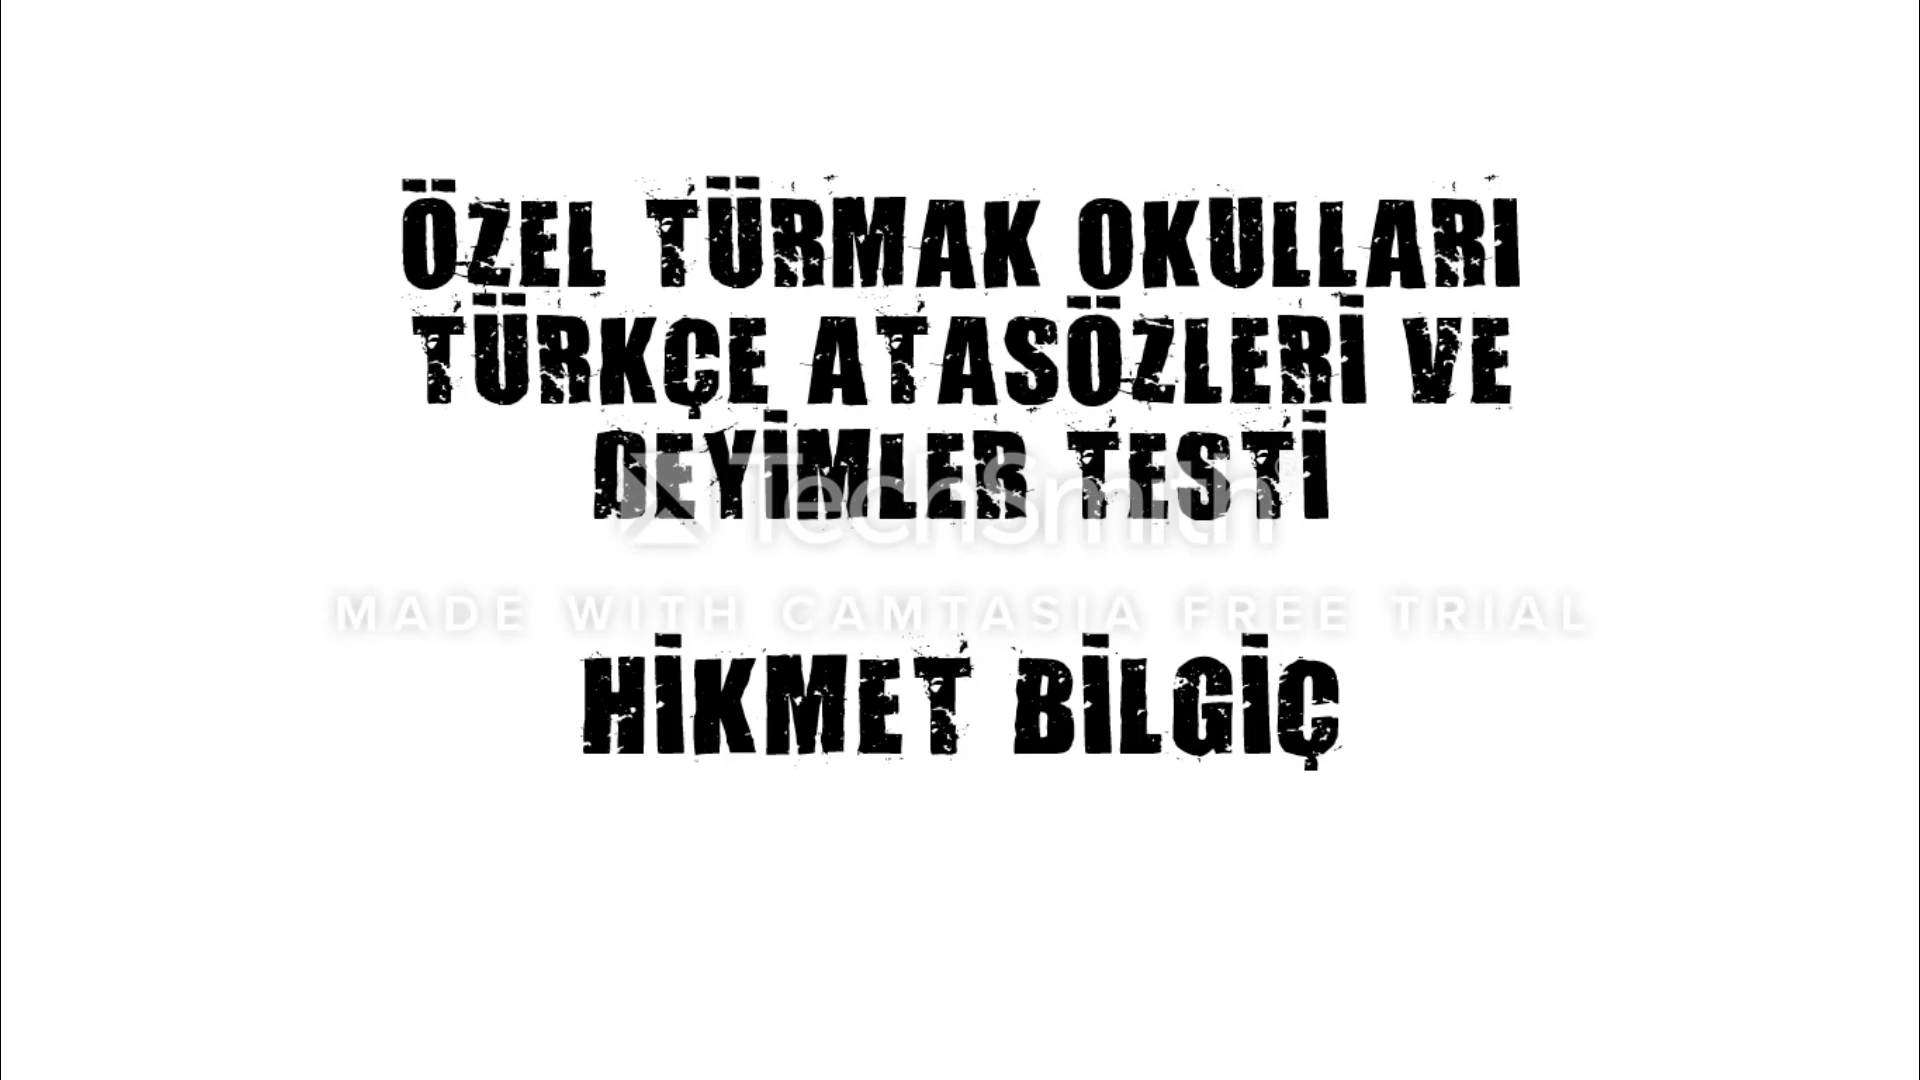 ÖZEL TÜRMAK OKULLARI
TÜRKÇE ATASÖZLERİ VE
DEYİMLER TESTİ
TechSmith®
MADE WITH CAMTASIA FREE TRIAL
HİKMET BİLGİÇ